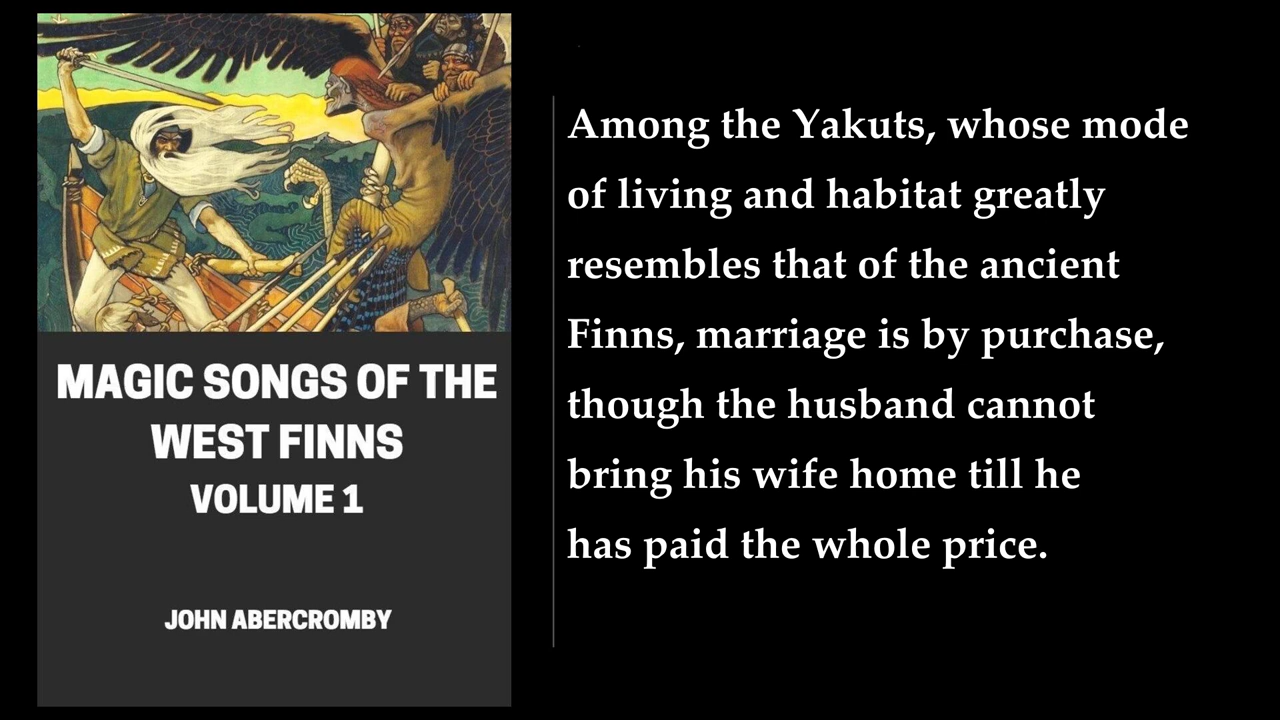 MAGIC SONGS OF THE
WEST FINNS
VOLUME 1
JOHN ABERCROMBY
Among the Yakuts, whose mode
of living and habitat greatly
resembles that of the ancient
Finns, marriage is by purchase,
though the husband cannot
bring his wife home till he
has paid the whole price.